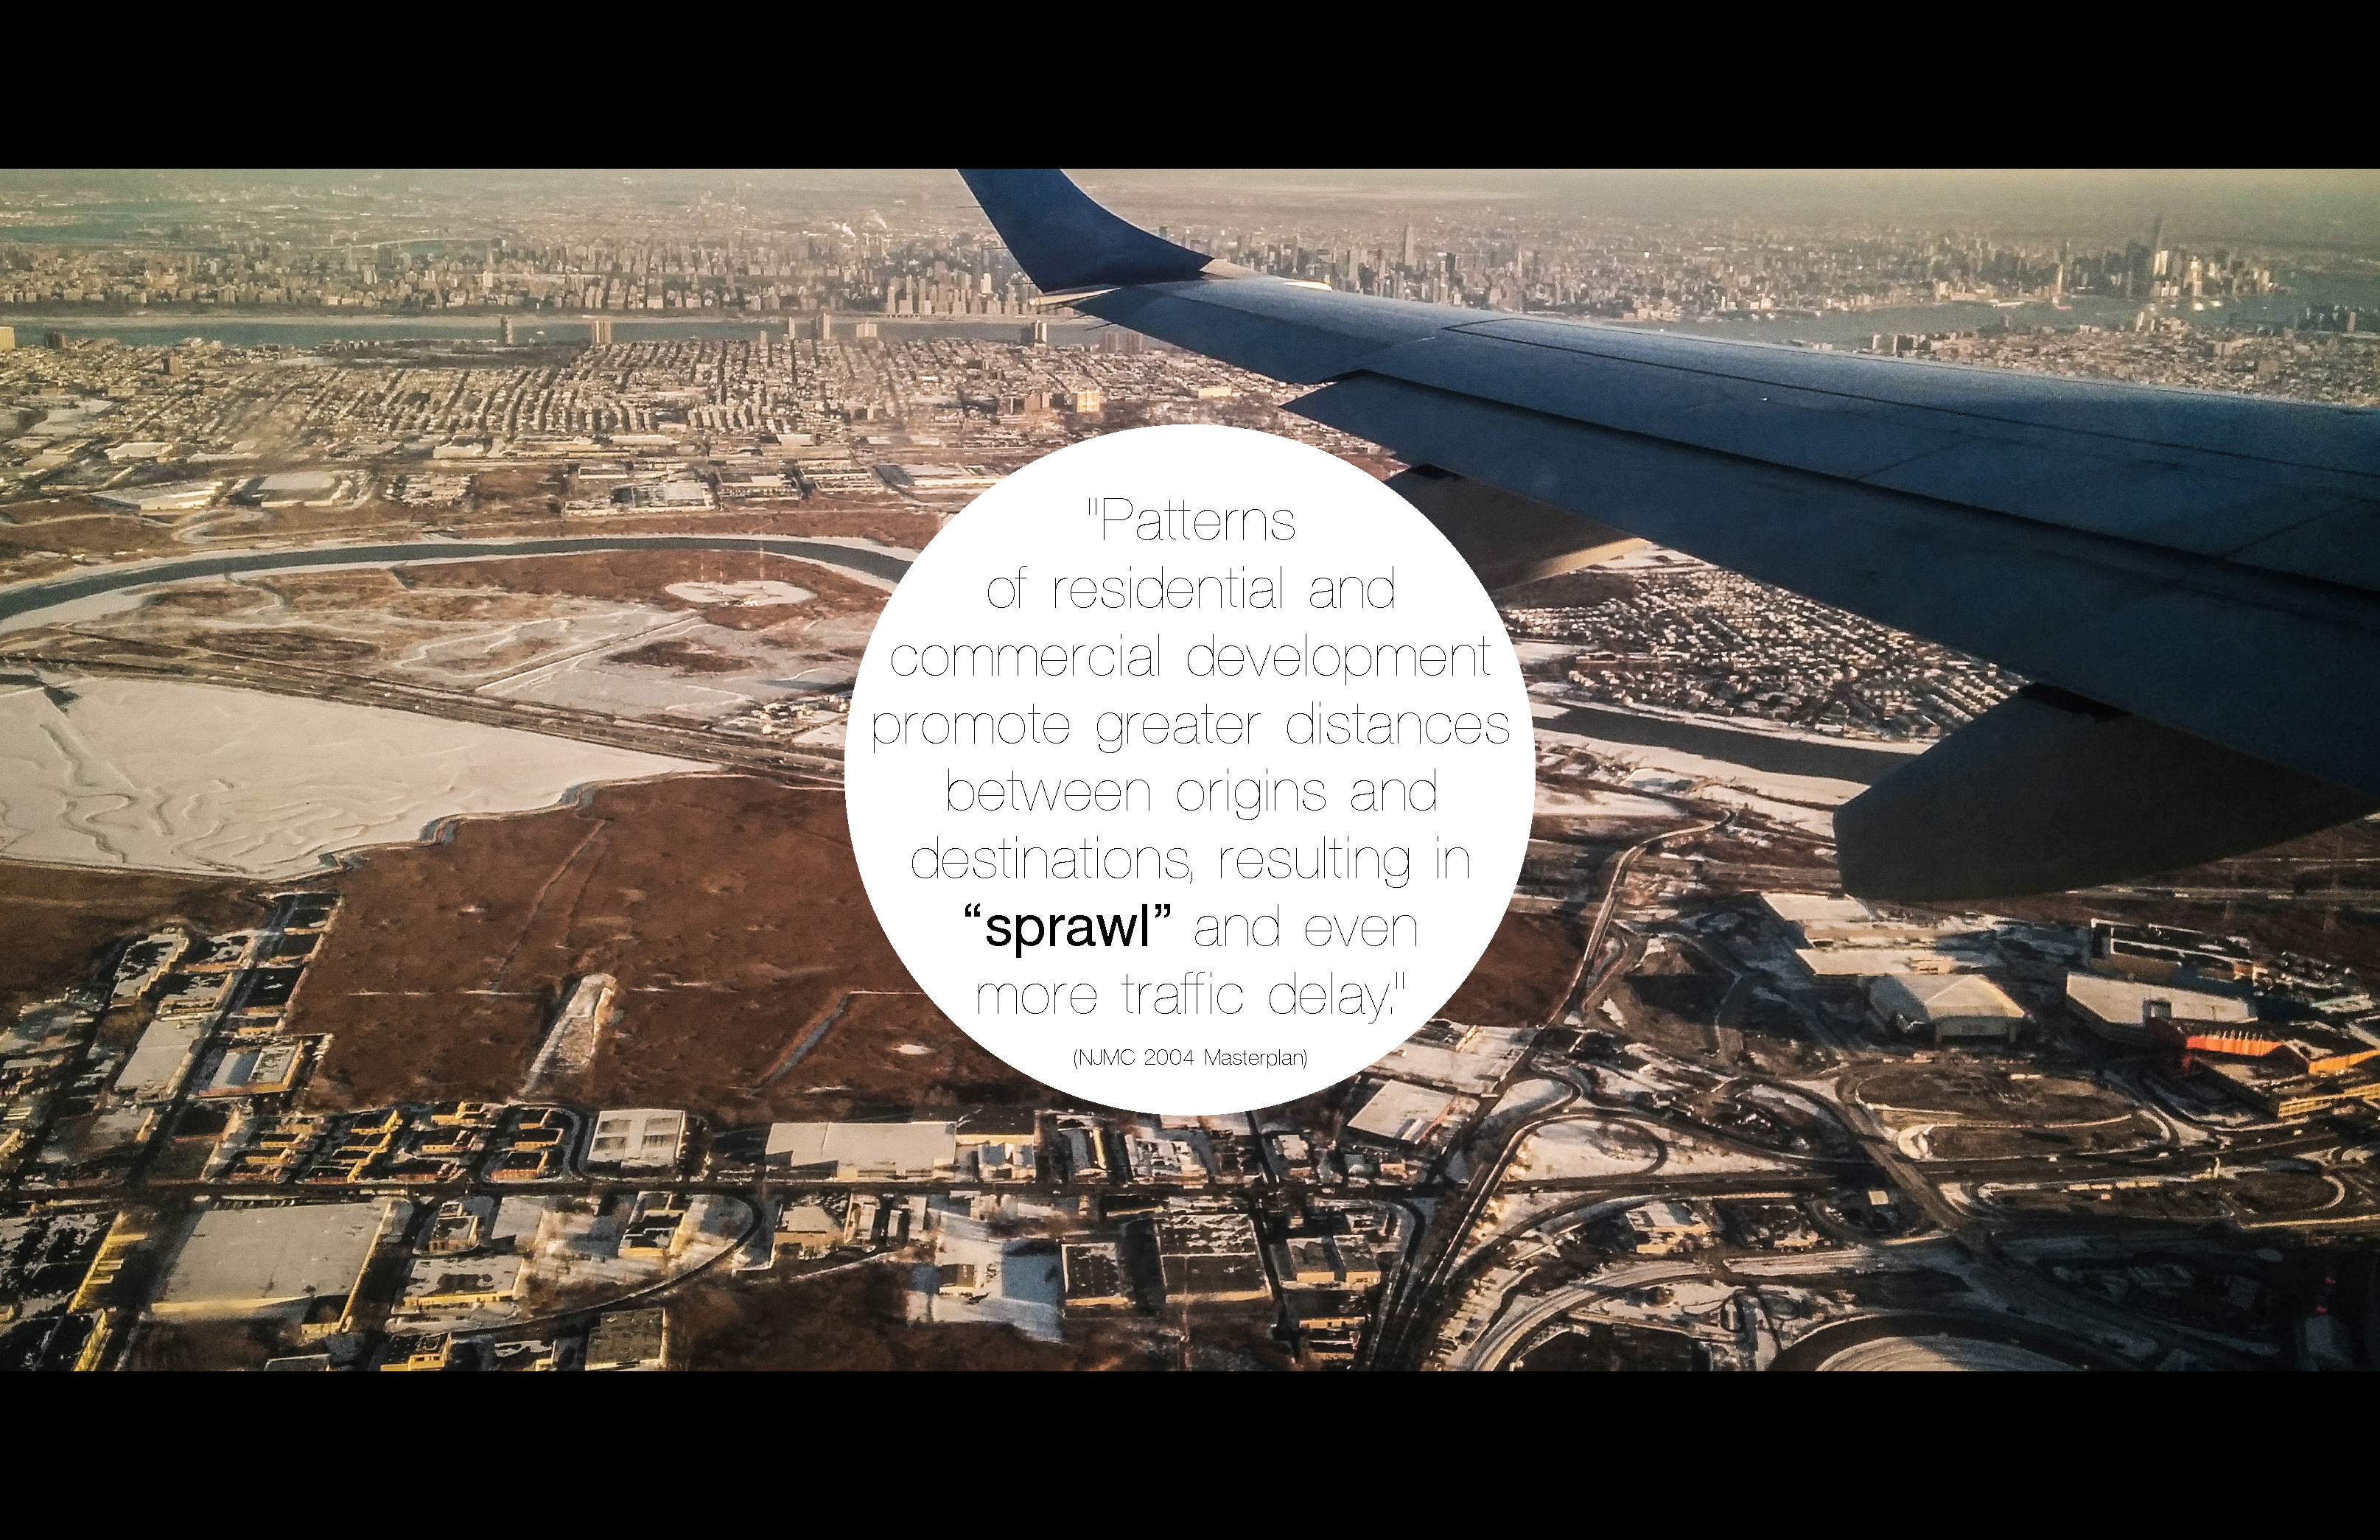 "Patterns
of residential and
commercial development
promote greater distances
between origins and
destinations, resulting in
“sprawl” and even
more traffic delay."
(NJMC 2004 Masterplan)